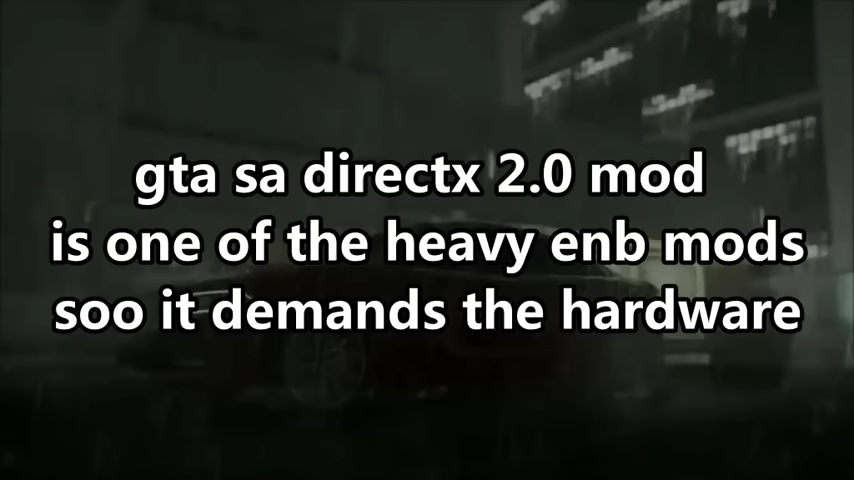 gta sa directx 2.0 mod
is one of the heavy enb mods
soo it demands the hardware